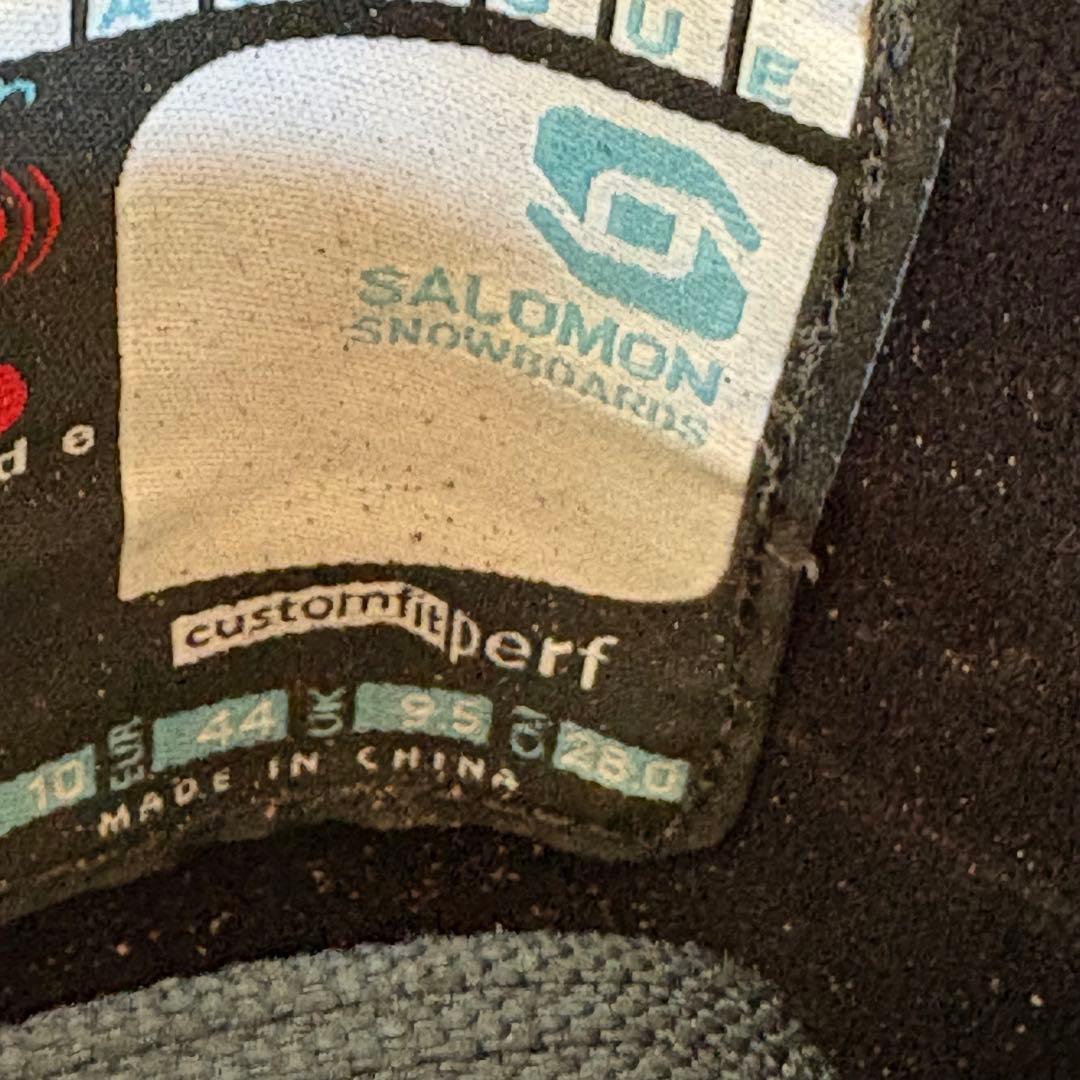 U E
SALOMON
SNOWBOARDS
customfit perf
10 EUR 44 UK 9.5 CM 28.0
MADE IN CHINA